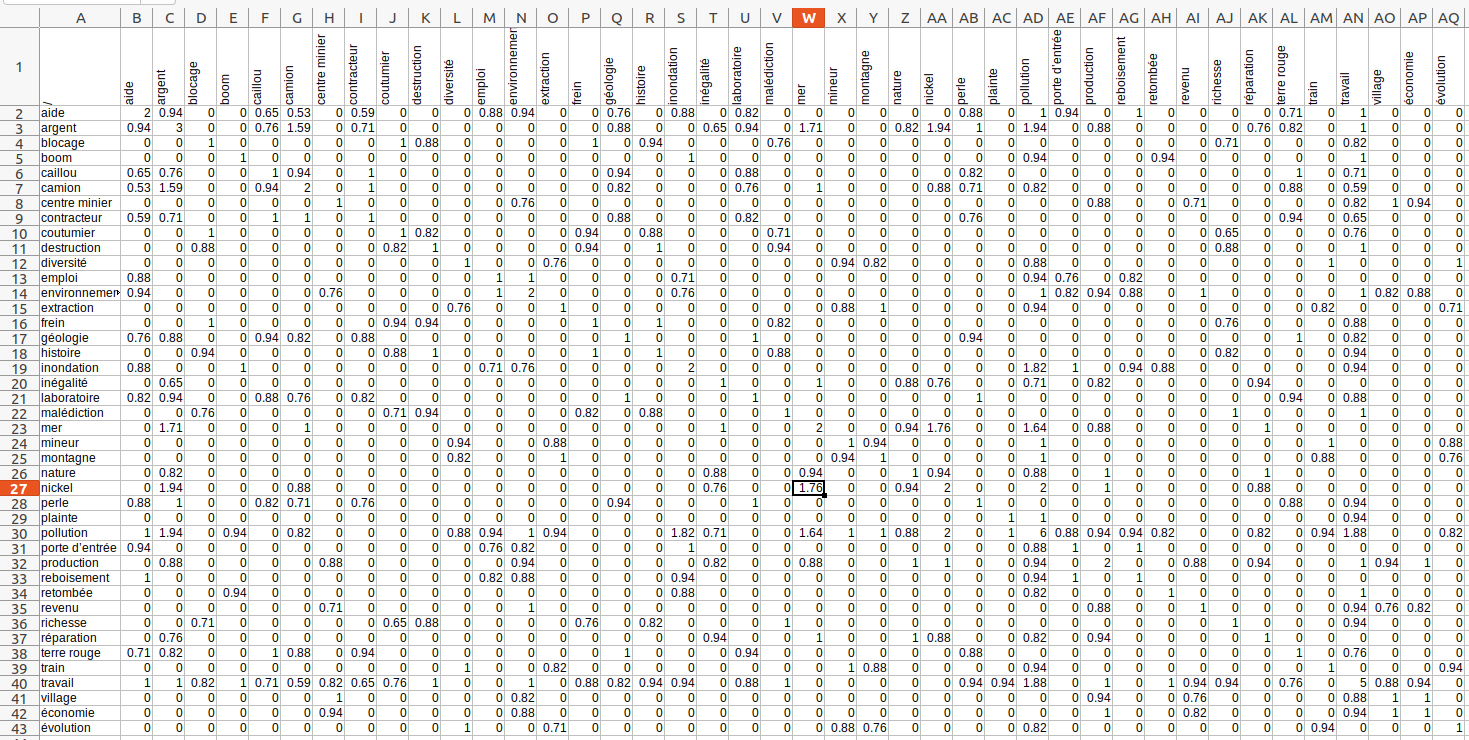 A B C D E F G H I J K L M N O P Q R S T U V W X Y Z AA AB AC AD AE AF AG AH AI AJ AK AL AM AN AO AP AQ
1 / aide argent blocage boom caillou camion centre minier contracteur coutumier destruction diversité emploi environnemen extraction frein géologie histoire inondation inégalité laboratoire malédiction mer mineur montagne nature nickel perle plainte pollution porte d'entrée production reboisement retombée revenu richesse réparation terre rouge train travail village économie évolution
2 aide 2 0.94 0 0 0.65 0.53 0 0.59 0 0 0 0.88 0.94 0 0 0.76 0 0.88 0 0.82 0 0 0 0 0 0 0.88 0 1 0.94 0 1 0 0 0 0 0.71 0 1 0 0 0
3 argent 0.94 3 0 0 0.76 1.59 0 0.71 0 0 0 0 0 0 0 0.88 0 0 0.65 0.94 0 1.71 0 0 0.82 1.94 1 0 1.94 0 0.88 0 0 0 0 0.76 0.82 0 1 0 0 0
4 blocage 0 0 1 0 0 0 0 0 1 0.88 0 0 0 0 1 0 0.94 0 0 0 0.76 0 0 0 0 0 0 0 0 0 0 0 0 0 0.71 0 0 0 0.82 0 0 0
5 boom 0 0 0 1 0 0 0 0 0 0 0 0 0 0 0 0 0 1 0 0 0 0 0 0 0 0 0 0 0.94 0 0 0 0.94 0 0 0 0 0 1 0 0 0
6 caillou 0.65 0.76 0 0 1 0.94 0 1 0 0 0 0 0 0 0 0.94 0 0 0 0.88 0 0 0 0 0 0 0.82 0 0 0 0 0 0 0 0 0 1 0 0.71 0 0 0
7 camion 0.53 1.59 0 0 0.94 2 0 1 0 0 0 0 0 0 0 0.82 0 0 0 0.76 0 1 0 0 0 0.88 0.71 0 0.82 0 0 0 0 0 0 0 0.88 0 0.59 0 0 0
8 centre minier 0 0 0 0 0 0 1 0 0 0 0 0 0.76 0 0 0 0 0 0 0 0 0 0 0 0 0 0 0 0 0 0.88 0 0 0.71 0 0 0 0 0.82 1 0.94 0
9 contracteur 0.59 0.71 0 0 1 1 0 1 0 0 0 0 0 0 0 0.88 0 0 0 0.82 0 0 0 0 0 0 0.76 0 0 0 0 0 0 0 0 0 0.94 0 0.65 0 0 0
10 coutumier 0 0 1 0 0 0 0 0 1 0.82 0 0 0 0 0.94 0 0.88 0 0 0 0.71 0 0 0 0 0 0 0 0 0 0 0 0 0 0.65 0 0 0 0.76 0 0 0
11 destruction 0 0 0.88 0 0 0 0 0 0.82 1 0 0 0 0 0.94 0 1 0 0 0 0.94 0 0 0 0 0 0 0 0 0 0 0 0 0 0.88 0 0 0 1 0 0 0
12 diversité 0 0 0 0 0 0 0 0 0 0 1 0 0 0.76 0 0 0 0 0 0 0 0 0.94 0.82 0 0 0 0 0.88 0 0 0 0 0 0 0 0 1 0 0 0 1
13 emploi 0.88 0 0 0 0 0 0 0 0 0 0 1 1 0 0 0 0 0.71 0 0 0 0 0 0 0 0 0 0 0.94 0.76 0 0.82 0 0 0 0 0 0 0 0 0 0
14 environnemen 0.94 0 0 0 0 0 0.76 0 0 0 0 1 2 0 0 0 0 0.76 0 0 0 0 0 0 0 0 0 0 1 0.82 0.94 0.88 0 1 0 0 0 0 1 0.82 0.88 0
15 extraction 0 0 0 0 0 0 0 0 0 0 0.76 0 0 1 0 0 0 0 0 0 0 0 0.88 1 0 0 0 0 0.94 0 0 0 0 0 0 0 0 0.82 0 0 0 0.71
16 frein 0 0 1 0 0 0 0 0 0.94 0.94 0 0 0 0 1 0 1 0 0 0 0.82 0 0 0 0 0 0 0 0 0 0 0 0 0 0.76 0 0 0 0.88 0 0 0
17 géologie 0.76 0.88 0 0 0.94 0.82 0 0.88 0 0 0 0 0 0 0 1 0 0 0 1 0 0 0 0 0 0 0.94 0 0 0 0 0 0 0 0 0 1 0 0.82 0 0 0
18 histoire 0 0 0.94 0 0 0 0 0 0.88 1 0 0 0 0 1 0 1 0 0 0 0.88 0 0 0 0 0 0 0 0 0 0 0 0 0 0.82 0 0 0 0.94 0 0 0
19 inondation 0.88 0 0 1 0 0 0 0 0 0 0 0.71 0.76 0 0 0 0 2 0 0 0 0 0 0 0 0 0 0 1.82 1 0 0.94 0.88 0 0 0 0 0 0.94 0 0 0
20 inégalité 0 0.65 0 0 0 0 0 0 0 0 0 0 0 0 0 0 0 0 1 0 0 1 0 0 0.88 0.76 0 0 0.71 0 0.82 0 0 0 0 0.94 0 0 0 0 0 0
21 laboratoire 0.82 0.94 0 0 0.88 0.76 0 0.82 0 0 0 0 0 0 0 1 0 0 0 1 0 0 0 0 0 0 1 0 0 0 0 0 0 0 0 0 0.94 0 0.88 0 0 0
22 malédiction 0 0 0.76 0 0 0 0 0 0.71 0.94 0 0 0 0 0.82 0 0.88 0 0 0 1 0 0 0 0 0 0 0 0 0 0 0 0 0 1 0 0 0 1 0 0 0
23 mer 0 1.71 0 0 0 1 0 0 0 0 0 0 0 0 0 0 0 0 1 0 0 2 0 0 0.94 1.76 0 0 1.64 0 0.88 0 0 0 0 1 0 0 0 0 0 0
24 mineur 0 0 0 0 0 0 0 0 0 0 0.94 0 0 0.88 0 0 0 0 0 0 0 0 1 0.94 0 0 0 0 1 0 0 0 0 0 0 0 0 1 0 0 0 0.88
25 montagne 0 0 0 0 0 0 0 0 0 0 0.82 0 0 1 0 0 0 0 0 0 0 0 0.94 1 0 0 0 0 1 0 0 0 0 0 0 0 0 0.88 0 0 0 0.76
26 nature 0 0.82 0 0 0 0 0 0 0 0 0 0 0 0 0 0 0 0 0.88 0 0 0.94 0 0 1 0.94 0 0 0.88 0 1 0 0 0 0 1 0 0 0 0 0 0
27 nickel 0 1.94 0 0 0 0.88 0 0 0 0 0 0 0 0 0 0 0 0 0.76 0 0 1.76 0 0 0.94 2 0 0 2 0 1 0 0 0 0 0.88 0 0 0 0 0 0
28 perle 0.88 1 0 0 0.82 0.71 0 0.76 0 0 0 0 0 0 0 0.94 0 0 0 1 0 0 0 0 0 0 1 0 0 0 0 0 0 0 0 0 0.88 0 0.94 0 0 0
29 plainte 0 0 0 0 0 0 0 0 0 0 0 0 0 0 0 0 0 0 0 0 0 0 0 0 0 0 0 1 1 0 0 0 0 0 0 0 0 0 0.94 0 0 0
30 pollution 1 1.94 0 0.94 0 0.82 0 0 0 0 0.88 0.94 1 0.94 0 0 0 1.82 0.71 0 0 1.64 1 1 0.88 2 0 1 6 0.88 0.94 0.94 0.82 0 0 0.82 0 0.94 1.88 0 0 0.82
31 porte d'entrée 0.94 0 0 0 0 0 0 0 0 0 0 0.76 0.82 0 0 0 0 1 0 0 0 0 0 0 0 0 0 0 0.88 1 0 1 0 0 0 0 0 0 0 0 0 0
32 production 0 0.88 0 0 0 0 0.88 0 0 0 0 0 0.94 0 0 0 0 0 0.82 0 0 0.88 0 0 1 1 0 0 0.94 0 2 0 0 0.88 0 0.94 0 0 1 0.94 1 0
33 reboisement 1 0 0 0 0 0 0 0 0 0 0 0.82 0.88 0 0 0 0 0.94 0 0 0 0 0 0 0 0 0 0 0.94 1 0 1 0 0 0 0 0 0 0 0 0 0
34 retombée 0 0 0 0.94 0 0 0 0 0 0 0 0 0 0 0 0 0 0.88 0 0 0 0 0 0 0 0 0 0 0.82 0 0 0 1 0 0 0 0 0 1 0 0 0
35 revenu 0 0 0 0 0 0 0.71 0 0 0 0 0 1 0 0 0 0 0 0 0 0 0 0 0 0 0 0 0 0 0 0.88 0 0 1 0 0 0 0 0.94 0.76 0.82 0
36 richesse 0 0 0.71 0 0 0 0 0 0.65 0.88 0 0 0 0 0.76 0 0.82 0 0 0 1 0 0 0 0 0 0 0 0 0 0 0 0 0 1 0 0 0 0.94 0 0 0
37 réparation 0 0.76 0 0 0 0 0 0 0 0 0 0 0 0 0 0 0 0 0.94 0 0 1 0 0 1 0.88 0 0 0.82 0 0.94 0 0 0 0 1 0 0 0 0 0 0
38 terre rouge 0.71 0.82 0 0 1 0.88 0 0.94 0 0 0 0 0 0 0 1 0 0 0 0.94 0 0 0 0 0 0 0.88 0 0 0 0 0 0 0 0 0 1 0 0.76 0 0 0
39 train 0 0 0 0 0 0 0 0 0 0 1 0 0 0.82 0 0 0 0 0 0 0 0 1 0.88 0 0 0 0 0.94 0 0 0 0 0 0 0 0 1 0 0 0 0.94
40 travail 1 1 0.82 1 0.71 0.59 0.82 0.65 0.76 1 0 0 1 0 0.88 0.82 0.94 0.94 0 0.88 1 0 0 0 0 0 0.94 0.94 1.88 0 1 0 1 0.94 0.94 0 0.76 0 5 0.88 0.94 0
41 village 0 0 0 0 0 0 1 0 0 0 0 0 0.82 0 0 0 0 0 0 0 0 0 0 0 0 0 0 0 0 0 0.94 0 0 0.76 0 0 0 0 0.88 1 1 0
42 économie 0 0 0 0 0 0 0.94 0 0 0 0 0 0.88 0 0 0 0 0 0 0 0 0 0 0 0 0 0 0 0 0 1 0 0 0.82 0 0 0 0 0.94 1 1 0
43 évolution 0 0 0 0 0 0 0 0 0 0 1 0 0 0.71 0 0 0 0 0 0 0 0 0.88 0.76 0 0 0 0 0.82 0 0 0 0 0 0 0 0 0.94 0 0 0 1